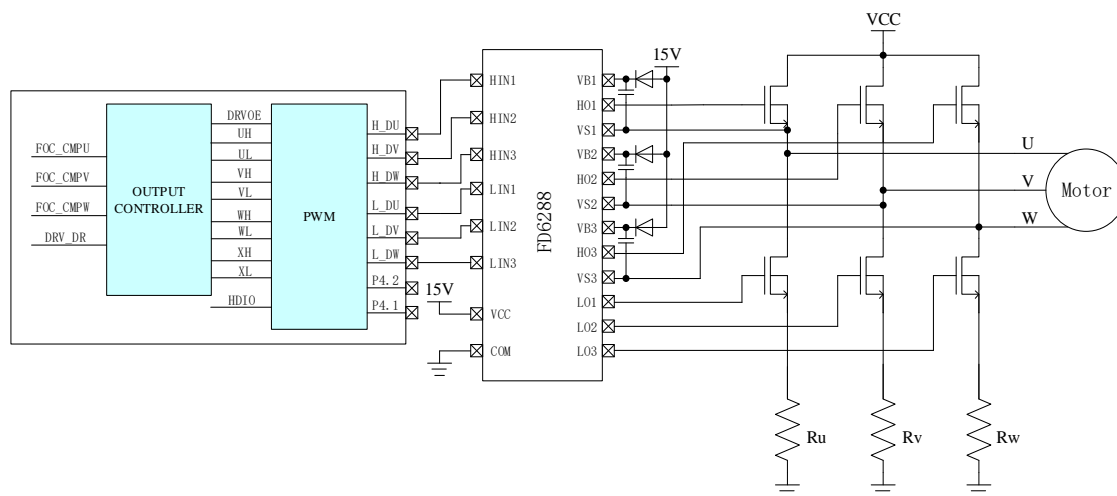 FOC_CMPU
FOC_CMPV
FOC_CMPW
DRV_DR
OUTPUT
CONTROLLER
DRVOE
UH
UL
VH
VL
WH
WL
XH
XL
HDIO
PWM
H_DU
H_DV
H_DW
L_DU
L_DV
L_DW
P4.2
P4.1
15V
HIN1
HIN2
HIN3
LIN1
LIN2
LIN3
VCC
COM
FD6288
VB1
HO1
VS1
VB2
HO2
VS2
VB3
HO3
VS3
LO1
LO2
LO3
15V
VCC
U
V
W
Motor
Ru
Rv
Rw